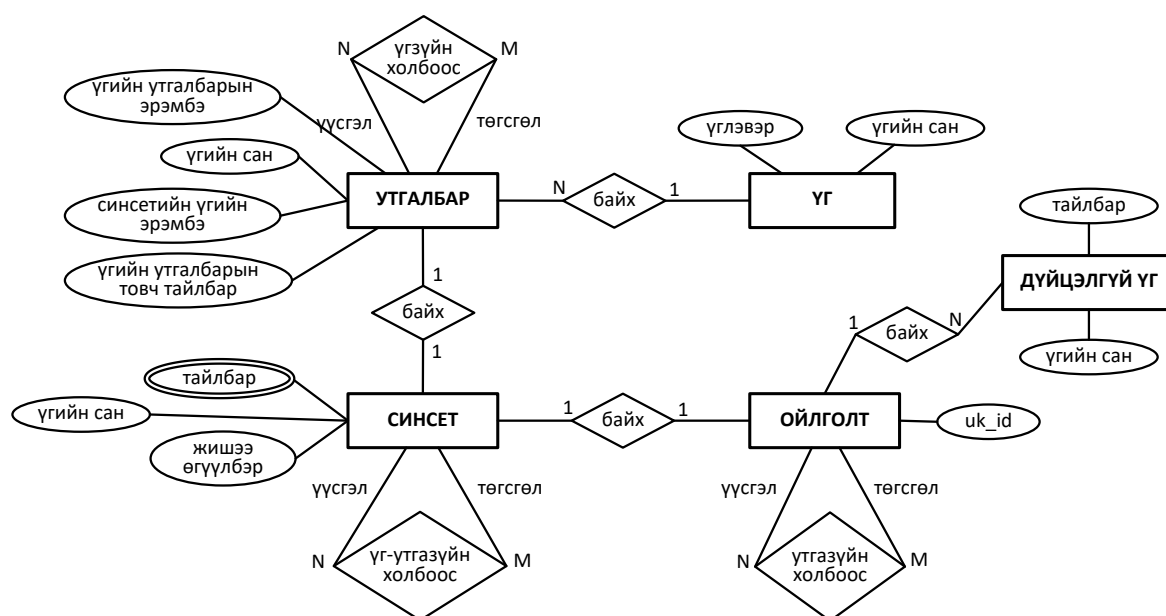 N
үгзүйн
холбоос
M
үгийн утгалбарын
эрэмбэ
үүсгэл
төгсгөл
үглэвэр
үгийн сан
үгийн сан
УТГАЛБАР
N
байх
1
ҮГ
синсетийн үгийн
эрэмбэ
тайлбар
үгийн утгалбарын
товч тайлбар
1
ДҮЙЦЭЛГҮЙ ҮГ
байх
1
байх
N
1
үгийн сан
тайлбар
үгийн сан
СИНСЕТ
1
байх
1
ОЙЛГОЛТ
uk_id
жишээ
өгүүлбэр
үүсгэл
төгсгөл
үүсгэл
төгсгөл
N
үг-утгазүйн
холбоос
M
N
утгазүйн
холбоос
M